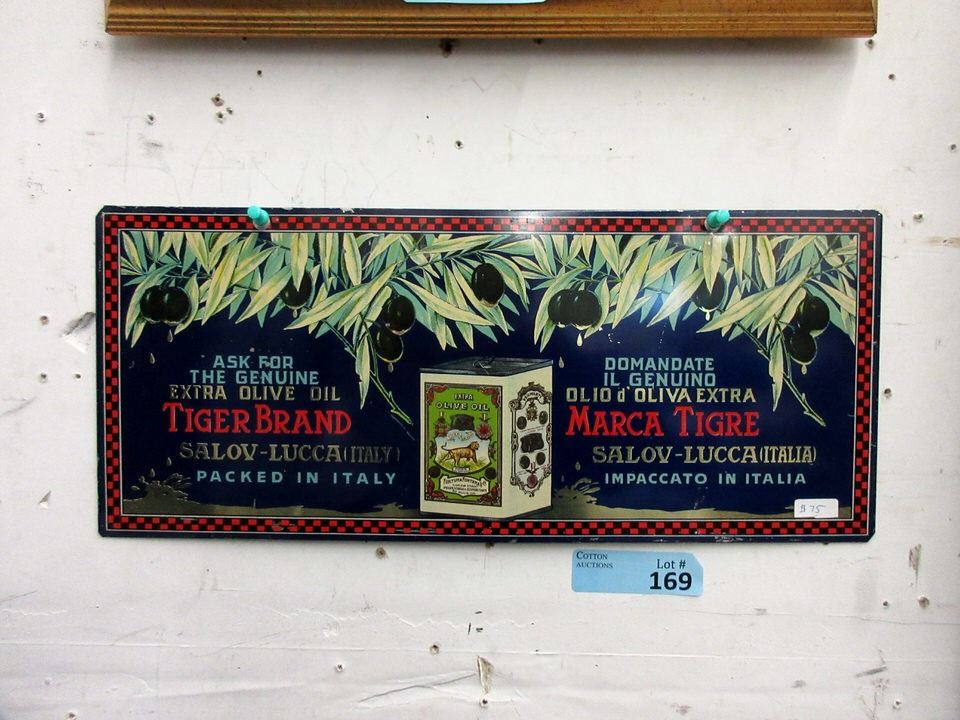 ASK FOR
THE GENUINE
EXTRA OLIVE OIL
TIGER BRAND
SALOV-LUCCA (ITALY)
PACKED IN ITALY
EXTRA
OLIVE OIL
DOMANDATE
IL GENUINO
OLIO d'OLIVA EXTRA
MARCA TIGRE
SALOV-LUCCA (ITALIA)
IMPACCATO IN ITALIA
$75
COTTON
AUCTIONS
Lot #
169